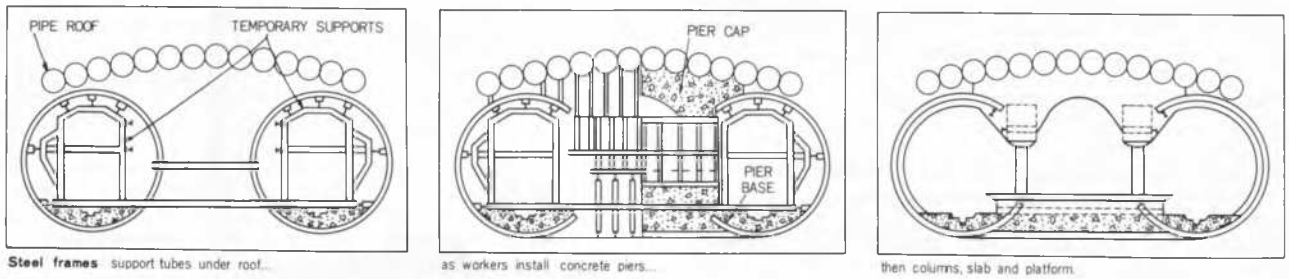 PIPE ROOF
TEMPORARY SUPPORTS
Steel frames support tubes under roof...
PIER CAP
PIER BASE
as workers install concrete piers...
then columns, slab and platform.